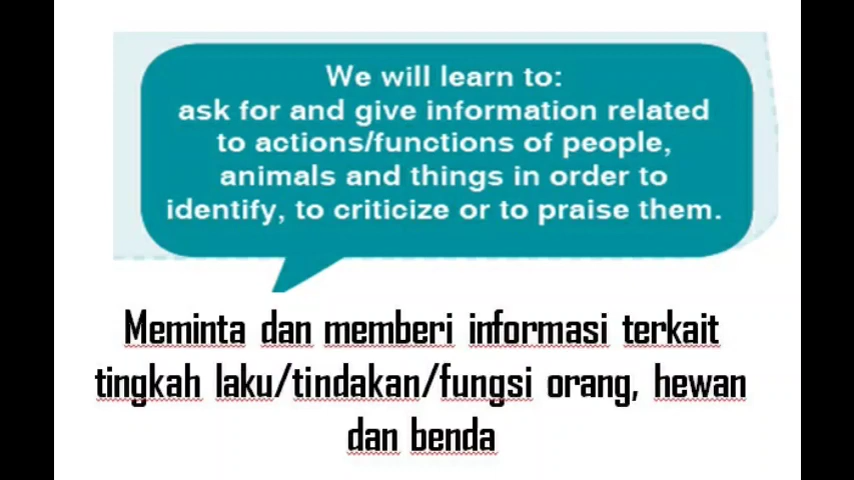 We will learn to:
ask for and give information related
to actions/functions of people,
animals and things in order to
identify, to criticize or to praise them.
Meminta dan memberi informasi terkait
tingkah laku/tindakan/fungsi orang, hewan
dan benda